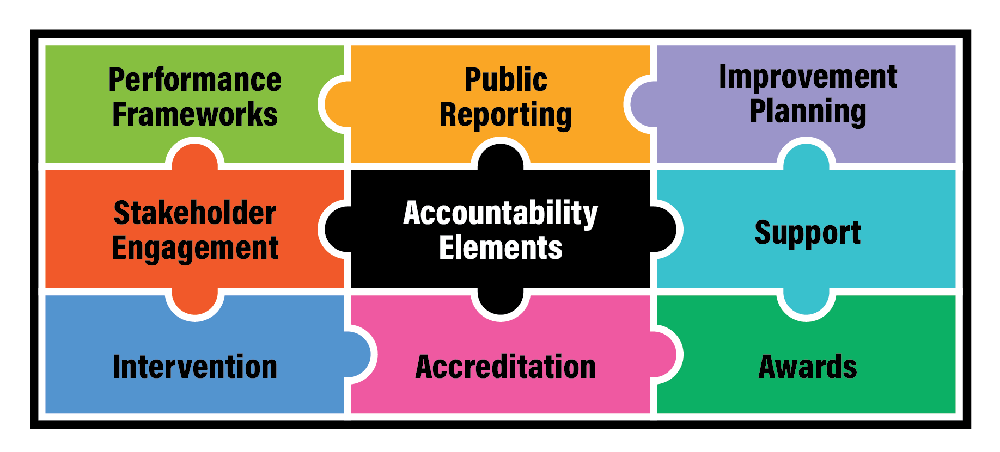 Performance
Frameworks
Public
Reporting
Improvement
Planning
Stakeholder
Engagement
Accountability
Elements
Support
Intervention
Accreditation
Awards